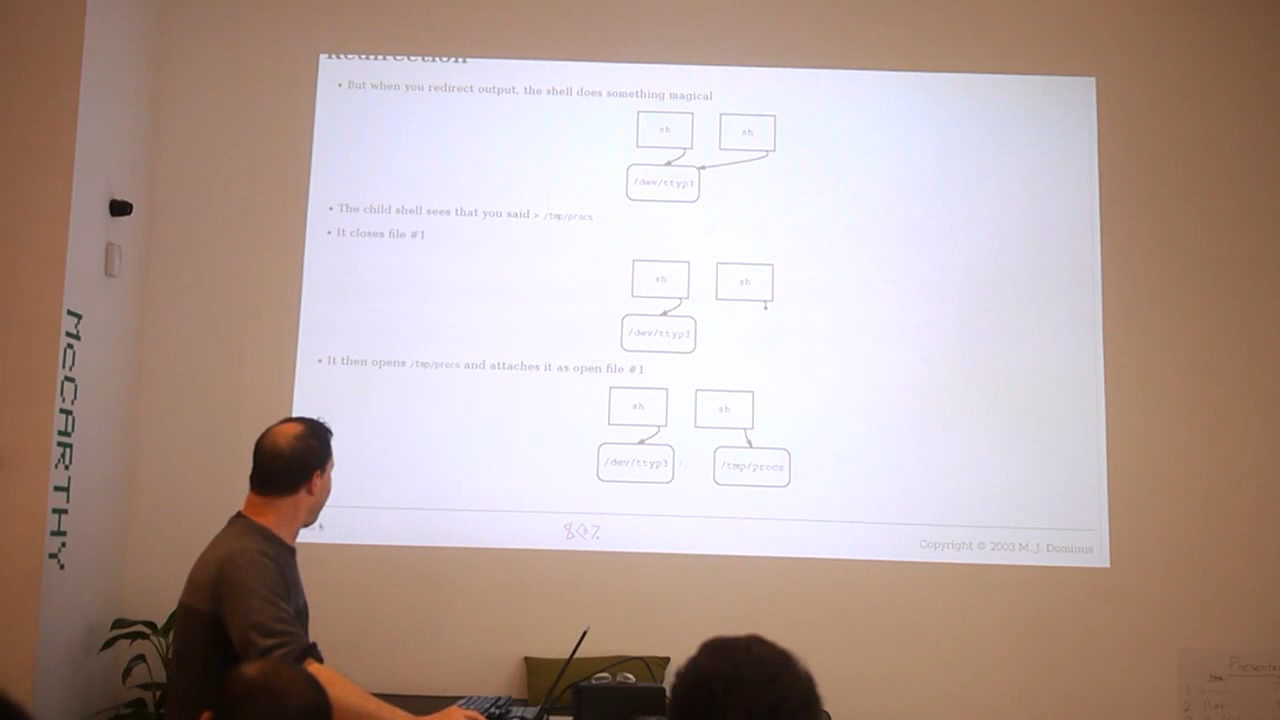 Redirection
• But when you redirect output, the shell does something magical
sh sh
/dev/ttyp3
• The child shell sees that you said > /tmp/procs
• It closes file #1
sh sh
/dev/ttyp3
• It then opens /tmp/procs and attaches it as open file #1
sh sh
/dev/ttyp3 /tmp/procs
Copyright © 2003 M. J. Dominus
MCCARTHY